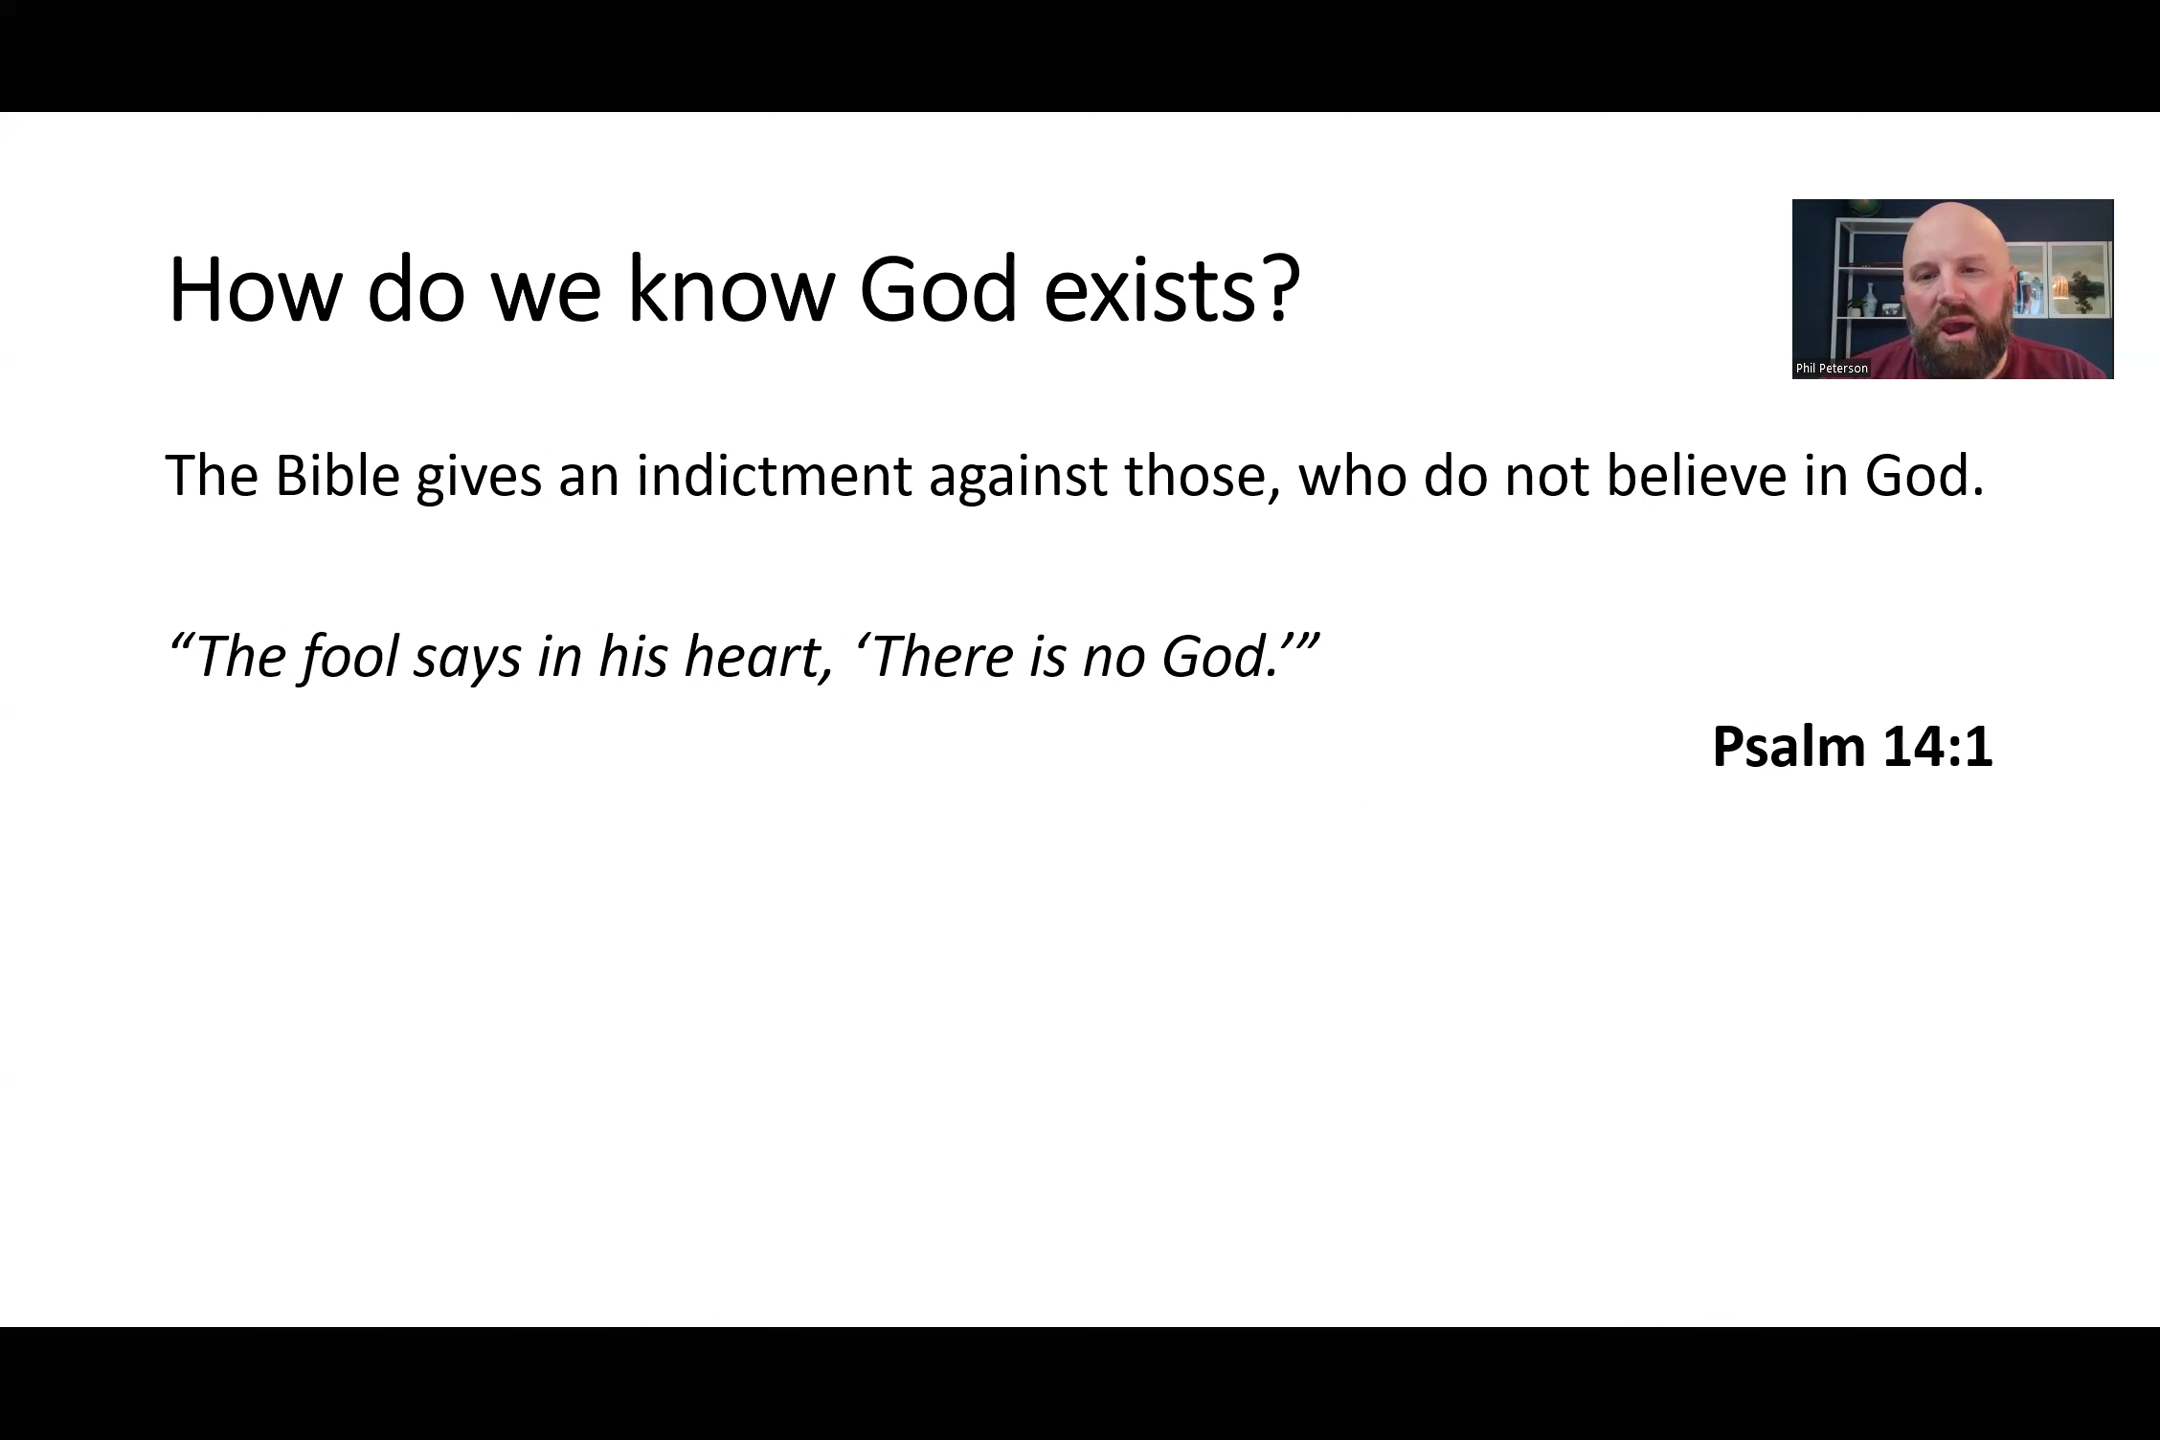 How do we know God exists?
Phil Peterson
The Bible gives an indictment against those, who do not believe in God.
“The fool says in his heart, ‘There is no God.’”
Psalm 14:1